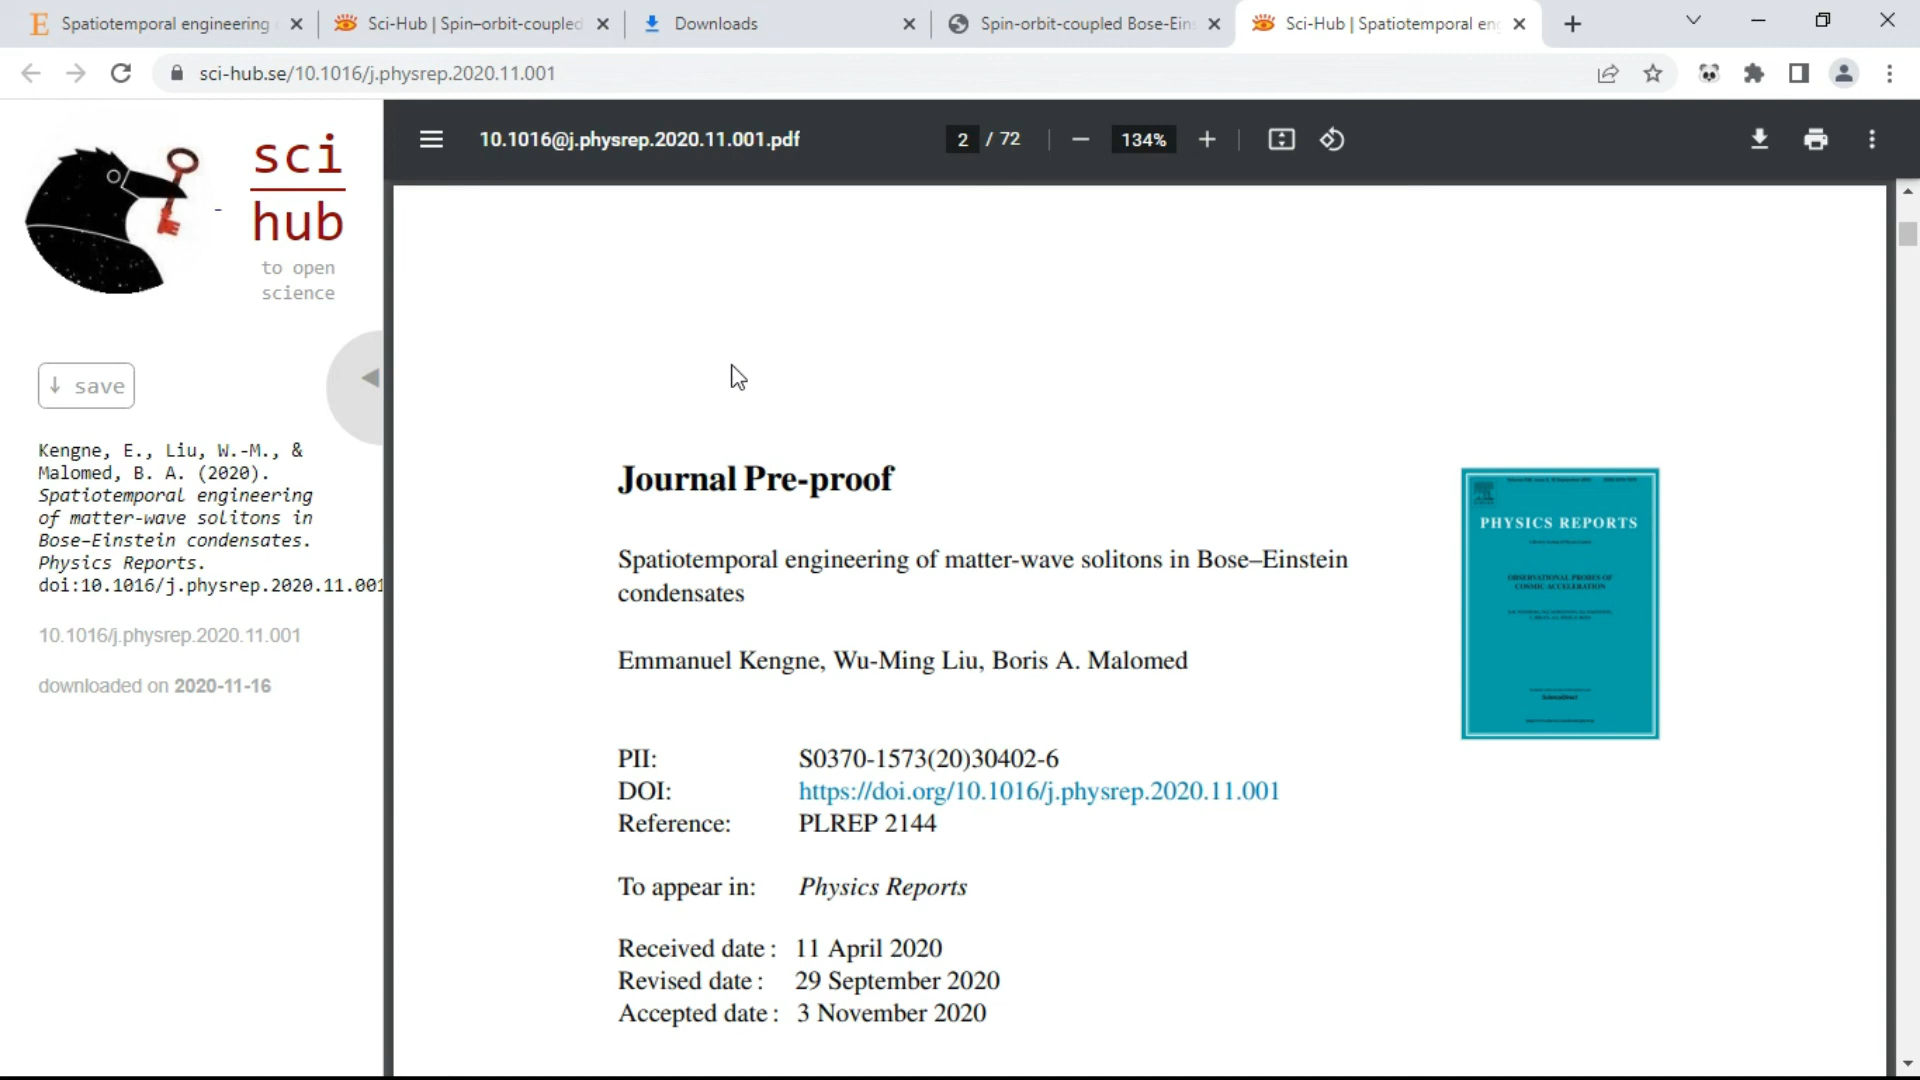 Spatiotemporal engineering
Sci-Hub | Spin–orbit-coupled
Downloads
Spin-orbit-coupled Bose-Ein
Sci-Hub | Spatiotemporal en
sci-hub.se/10.1016/j.physrep.2020.11.001
10.1016@j.physrep.2020.11.001.pdf
2 / 72
134%
sci
hub
to open
science
↓ save
Kengne, E., Liu, W.-M., &
Malomed, B. A. (2020).
Spatiotemporal engineering
of matter-wave solitons in
Bose–Einstein condensates.
Physics Reports.
doi:10.1016/j.physrep.2020.11.001
10.1016/j.physrep.2020.11.001
downloaded on 2020-11-16
Journal Pre-proof
Spatiotemporal engineering of matter-wave solitons in Bose–Einstein
condensates
Emmanuel Kengne, Wu-Ming Liu, Boris A. Malomed
PII: S0370-1573(20)30402-6
DOI: https://doi.org/10.1016/j.physrep.2020.11.001
Reference: PLREP 2144
To appear in: Physics Reports
Received date : 11 April 2020
Revised date : 29 September 2020
Accepted date : 3 November 2020
PHYSICS REPORTS
OBSERVATIONAL PROBES OF
COSMIC ACCELERATION